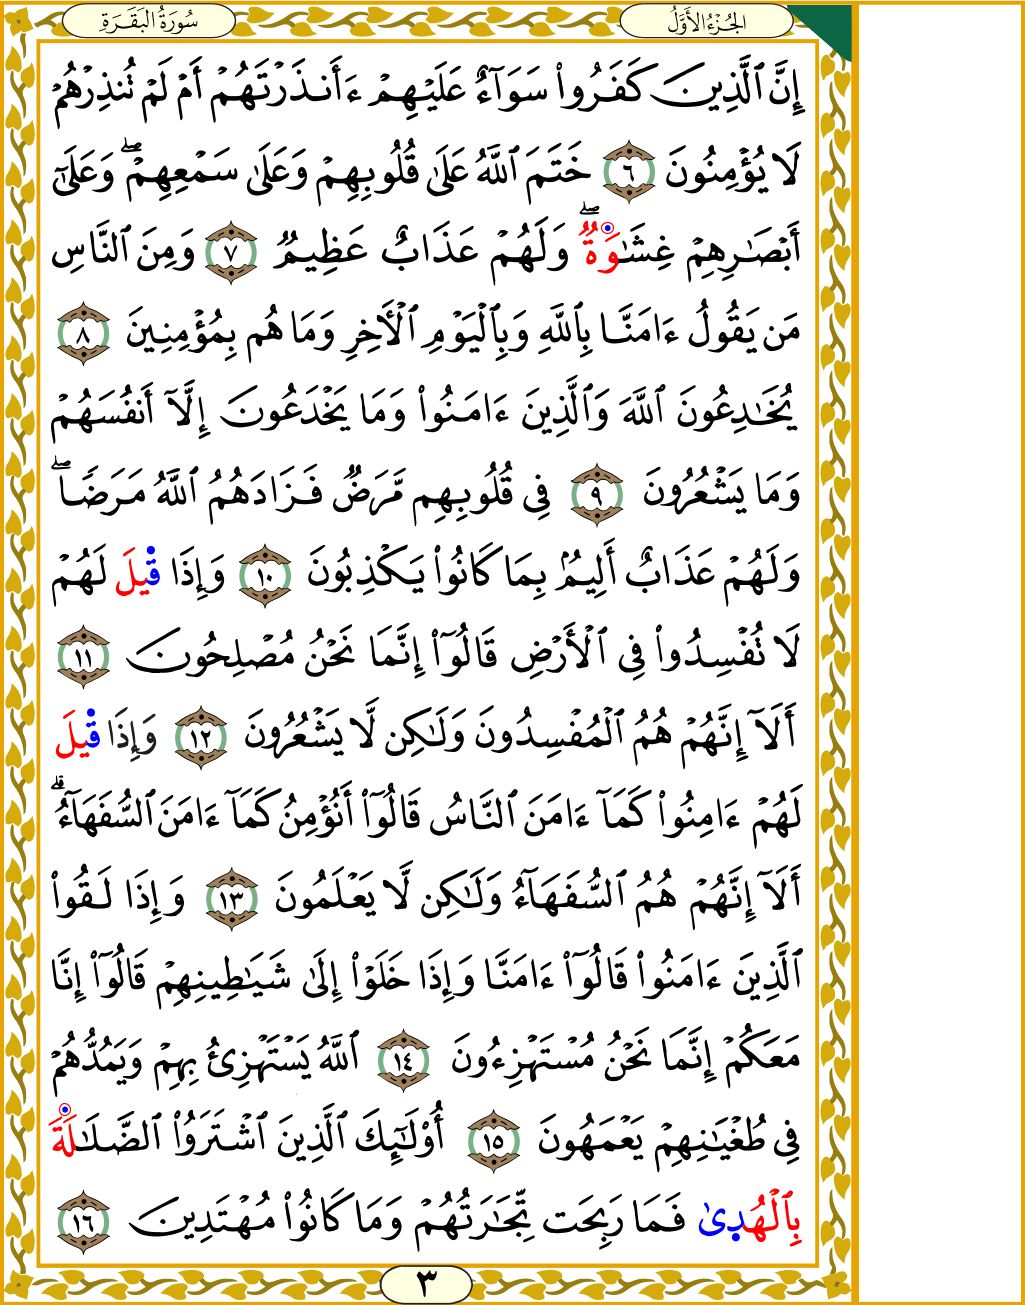 سُورَةُ الْبَقَرَةِ
الجُزْءُ الأَوَّلُ
إِنَّ ٱلَّذِينَ كَفَرُوا۟ سَوَآءٌ عَلَيْهِمْ ءَأَنذَرْتَهُمْ أَمْ لَمْ تُنذِرْهُمْ
لَا يُؤْمِنُونَ ٦ خَتَمَ ٱللَّهُ عَلَىٰ قُلُوبِهِمْ وَعَلَىٰ سَمْعِهِمْ ۖ وَعَلَىٰٓ
أَبْصَـٰرِهِمْ غِشَـٰوَةٌ ۖ وَلَهُمْ عَذَابٌ عَظِيمٌ ٧ وَمِنَ ٱلنَّاسِ
مَن يَقُولُ ءَامَنَّا بِٱللَّهِ وَبِٱلْيَوْمِ ٱلْـَٔاخِرِ وَمَا هُم بِمُؤْمِنِينَ ٨
يُخَـٰدِعُونَ ٱللَّهَ وَٱلَّذِينَ ءَامَنُوا۟ وَمَا يَخْدَعُونَ إِلَّآ أَنفُسَهُمْ
وَمَا يَشْعُرُونَ ٩ فِى قُلُوبِهِم مَّرَضٌ فَزَادَهُمُ ٱللَّهُ مَرَضًا ۖ
وَلَهُمْ عَذَابٌ أَلِيمٌۢ بِمَا كَانُوا۟ يَكْذِبُونَ ١٠ وَإِذَا قِيلَ لَهُمْ
لَا تُفْسِدُوا۟ فِى ٱلْأَرْضِ قَالُوٓا۟ إِنَّمَا نَحْنُ مُصْلِحُونَ ١١
أَلَآ إِنَّهُمْ هُمُ ٱلْمُفْسِدُونَ وَلَـٰكِن لَّا يَشْعُرُونَ ١٢ وَإِذَا قِيلَ
لَهُمْ ءَامِنُوا۟ كَمَآ ءَامَنَ ٱلنَّاسُ قَالُوٓا۟ أَنُؤْمِنُ كَمَآ ءَامَنَ ٱلسُّفَهَآءُ ۗ
أَلَآ إِنَّهُمْ هُمُ ٱلسُّفَهَآءُ وَلَـٰكِن لَّا يَعْلَمُونَ ١٣ وَإِذَا لَقُوا۟
ٱلَّذِينَ ءَامَنُوا۟ قَالُوٓا۟ ءَامَنَّا وَإِذَا خَلَوْا۟ إِلَىٰ شَيَـٰطِينِهِمْ قَالُوٓا۟ إِنَّا
مَعَكُمْ إِنَّمَا نَحْنُ مُسْتَهْزِءُونَ ١٤ ٱللَّهُ يَسْتَهْزِئُ بِهِمْ وَيَمُدُّهُمْ
فِى طُغْيَـٰنِهِمْ يَعْمَهُونَ ١٥ أُو۟لَـٰٓئِكَ ٱلَّذِينَ ٱشْتَرَوُا۟ ٱلضَّلَـٰلَةَ
بِٱلْهُدَىٰ فَمَا رَبِحَت تِّجَـٰرَتُهُمْ وَمَا كَانُوا۟ مُهْتَدِينَ ١٦
٣